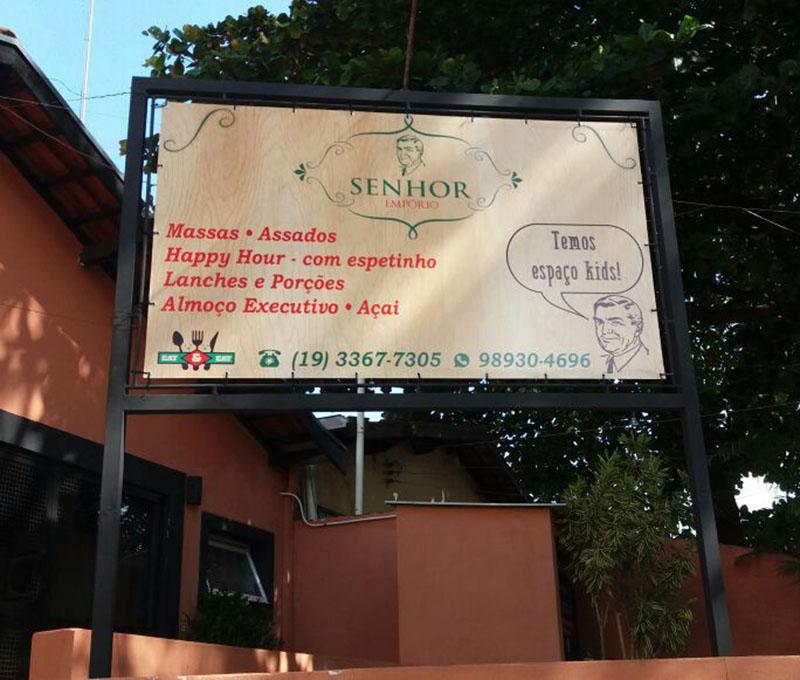 SENHOR
EMPÓRIO
Massas • Assados
Happy Hour - com espetinho
Lanches e Porções
Almoço Executivo • Açai
Temos
espaço kids!
EAT & EAT
(19) 3367-7305 98930-4696